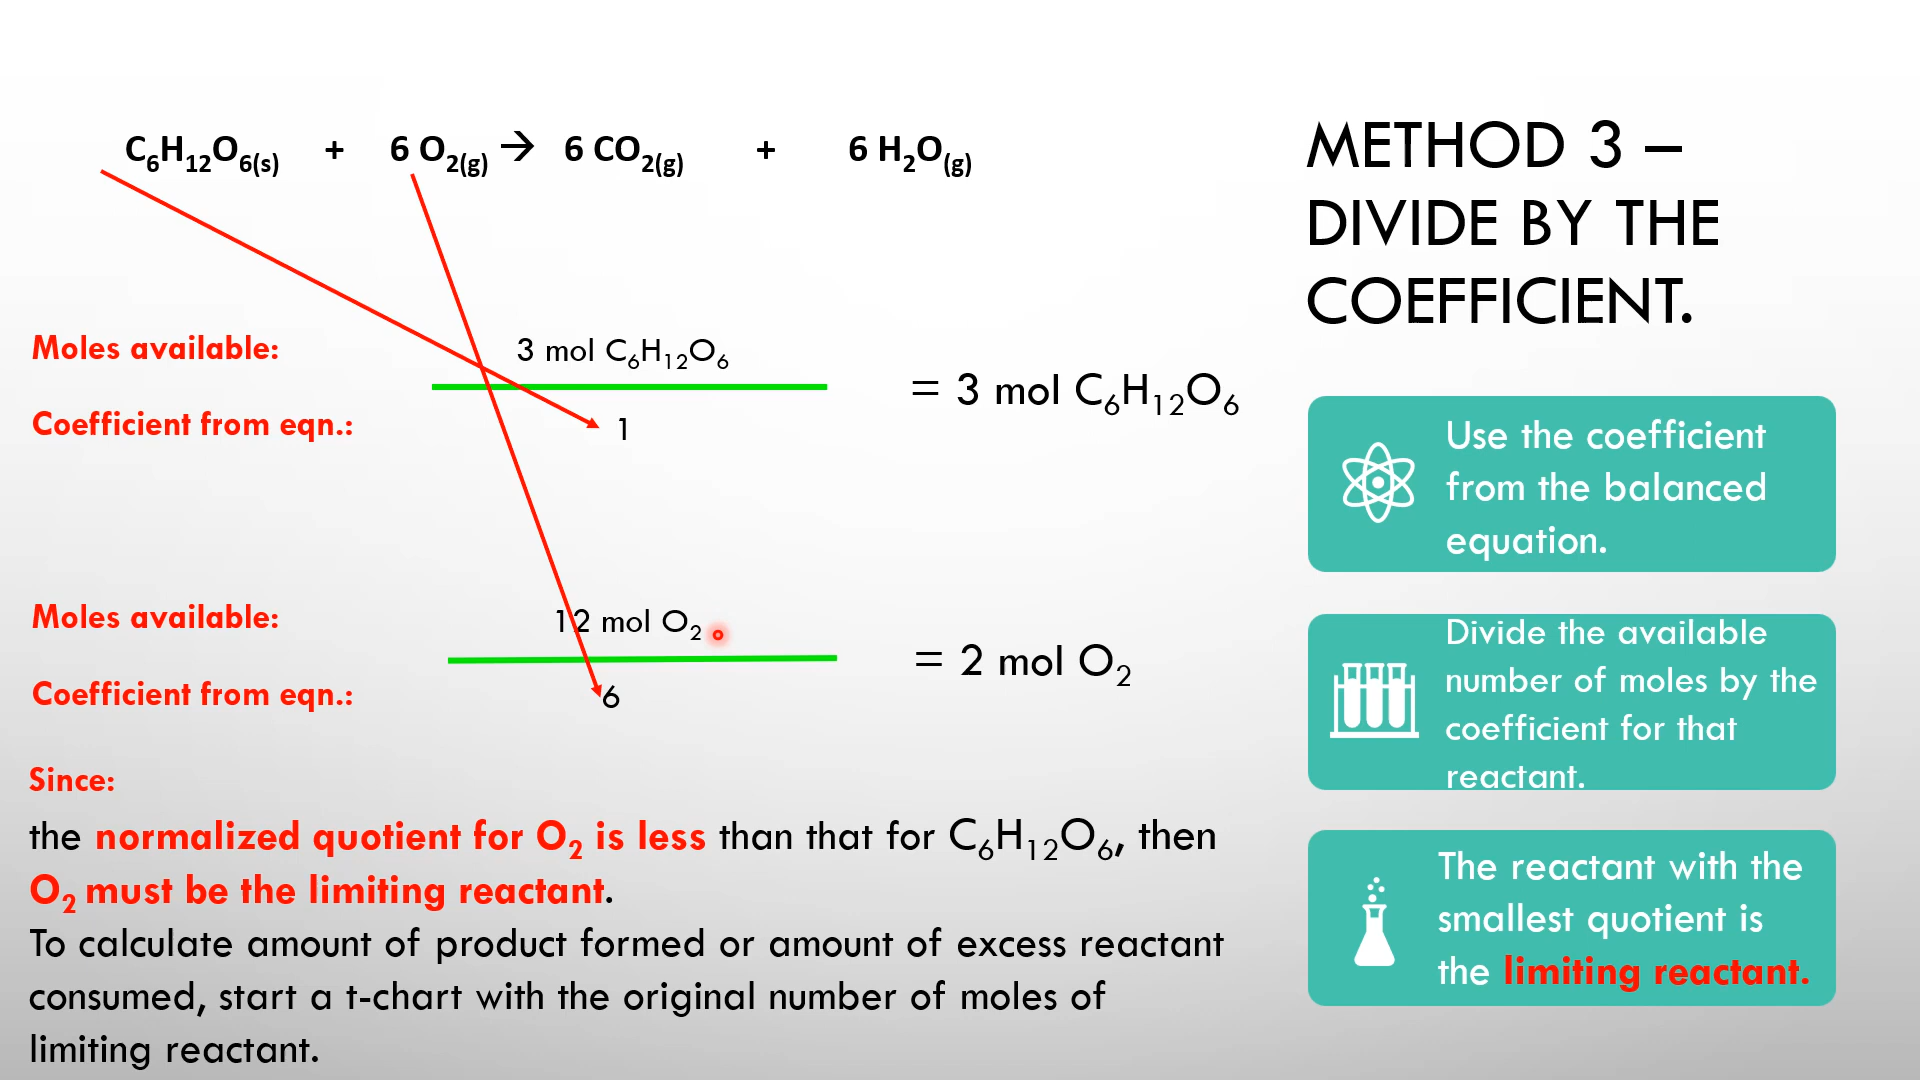 C₆H₁₂O₆(s) + 6 O₂(g) → 6 CO₂(g) + 6 H₂O(g)
METHOD 3 –
DIVIDE BY THE
COEFFICIENT.
Moles available:
3 mol C₆H₁₂O₆
= 3 mol C₆H₁₂O₆
Coefficient from eqn.:
1
Moles available:
12 mol O₂
= 2 mol O₂
Coefficient from eqn.:
6
Since:
the normalized quotient for O₂ is less than that for C₆H₁₂O₆, then
O₂ must be the limiting reactant.
To calculate amount of product formed or amount of excess reactant
consumed, start a t-chart with the original number of moles of
limiting reactant.
Use the coefficient
from the balanced
equation.
Divide the available
number of moles by the
coefficient for that
reactant.
The reactant with the
smallest quotient is
the limiting reactant.